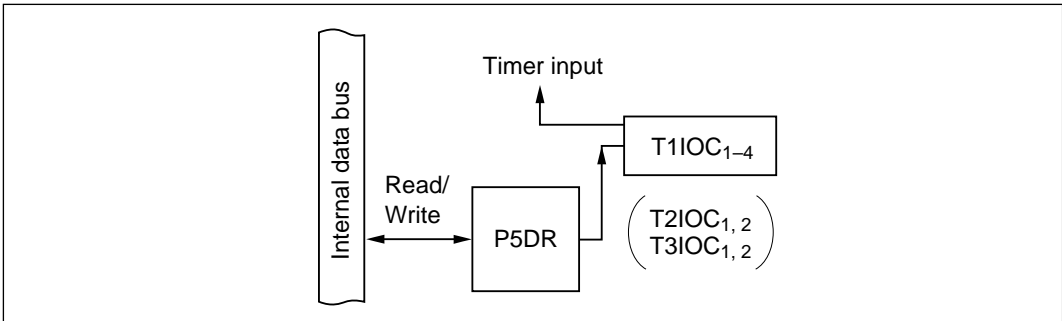 Internal data bus
Timer input
T1IOC1–4
Read/
Write
P5DR
T2IOC1, 2
T3IOC1, 2